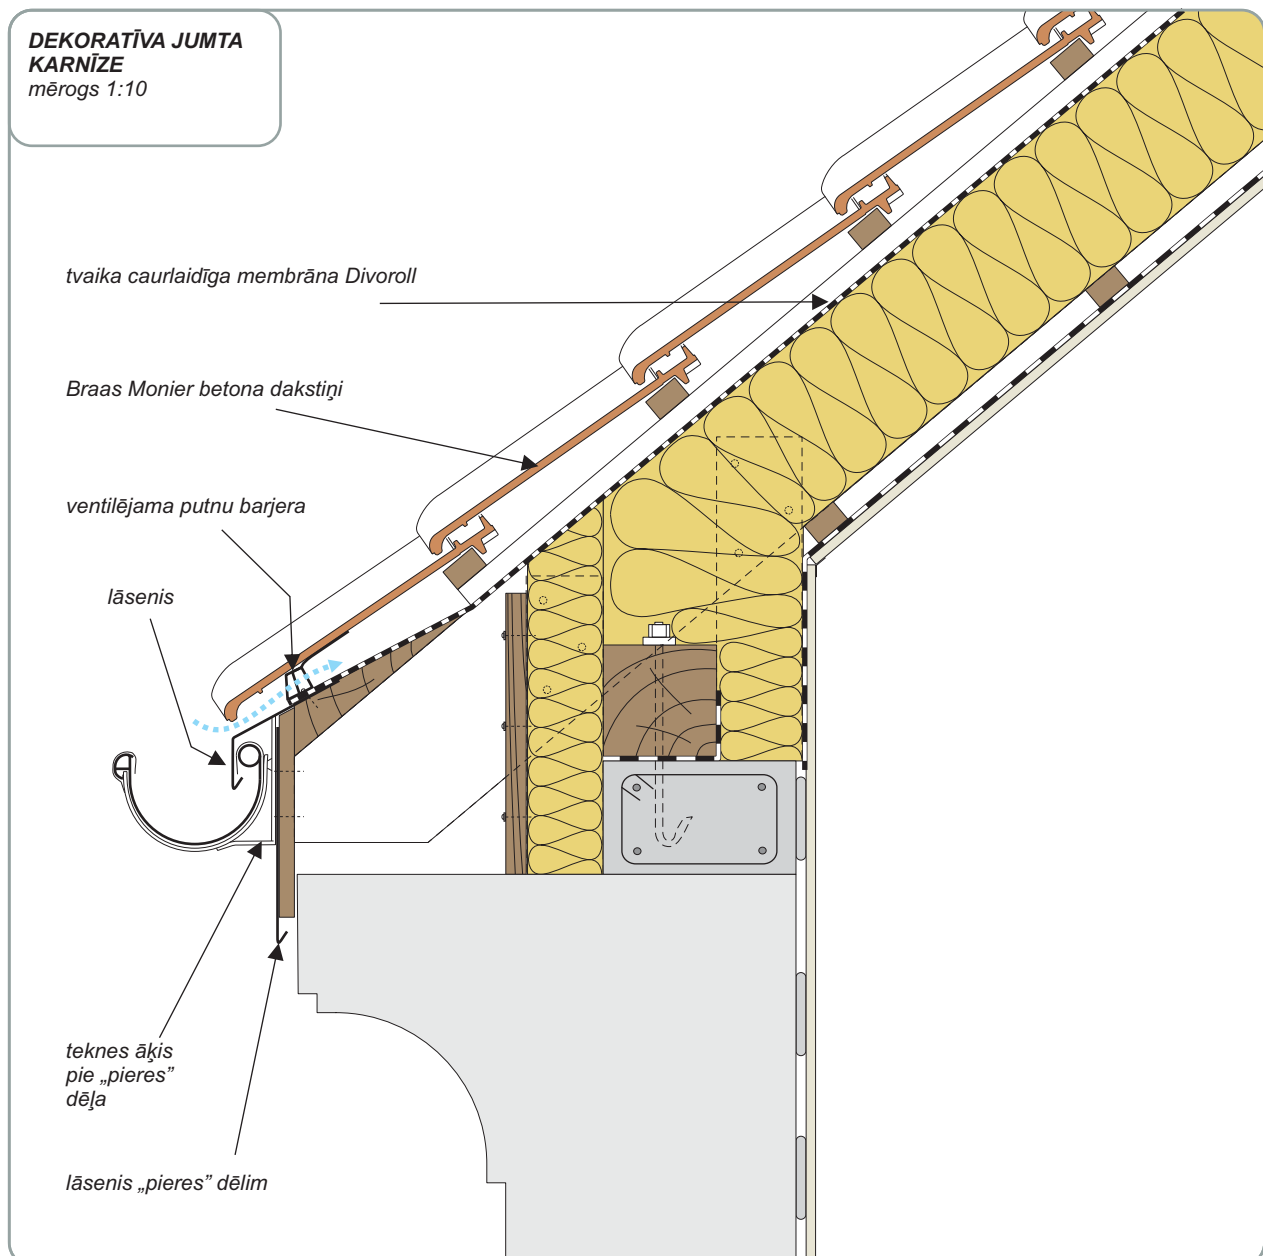 DEKORATĪVA JUMTA
KARNĪZE
mērogs 1:10
tvaika caurlaidīga membrāna Divoroll
Braas Monier betona dakstiņi
ventilējama putnu barjera
lāsenis
teknes āķis
pie „pieres”
dēļa
lāsenis „pieres” dēlim